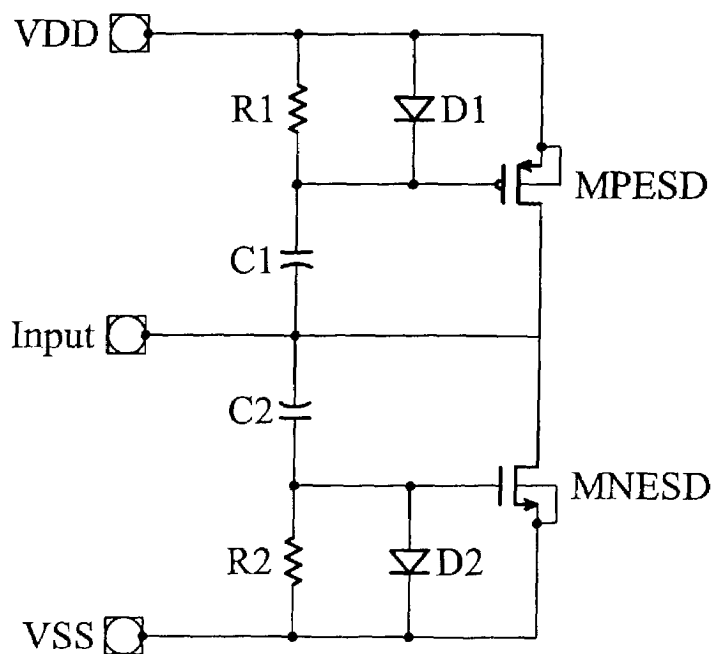 VDD
R1
D1
MPESD
C1
Input
C2
MNESD
R2
D2
VSS